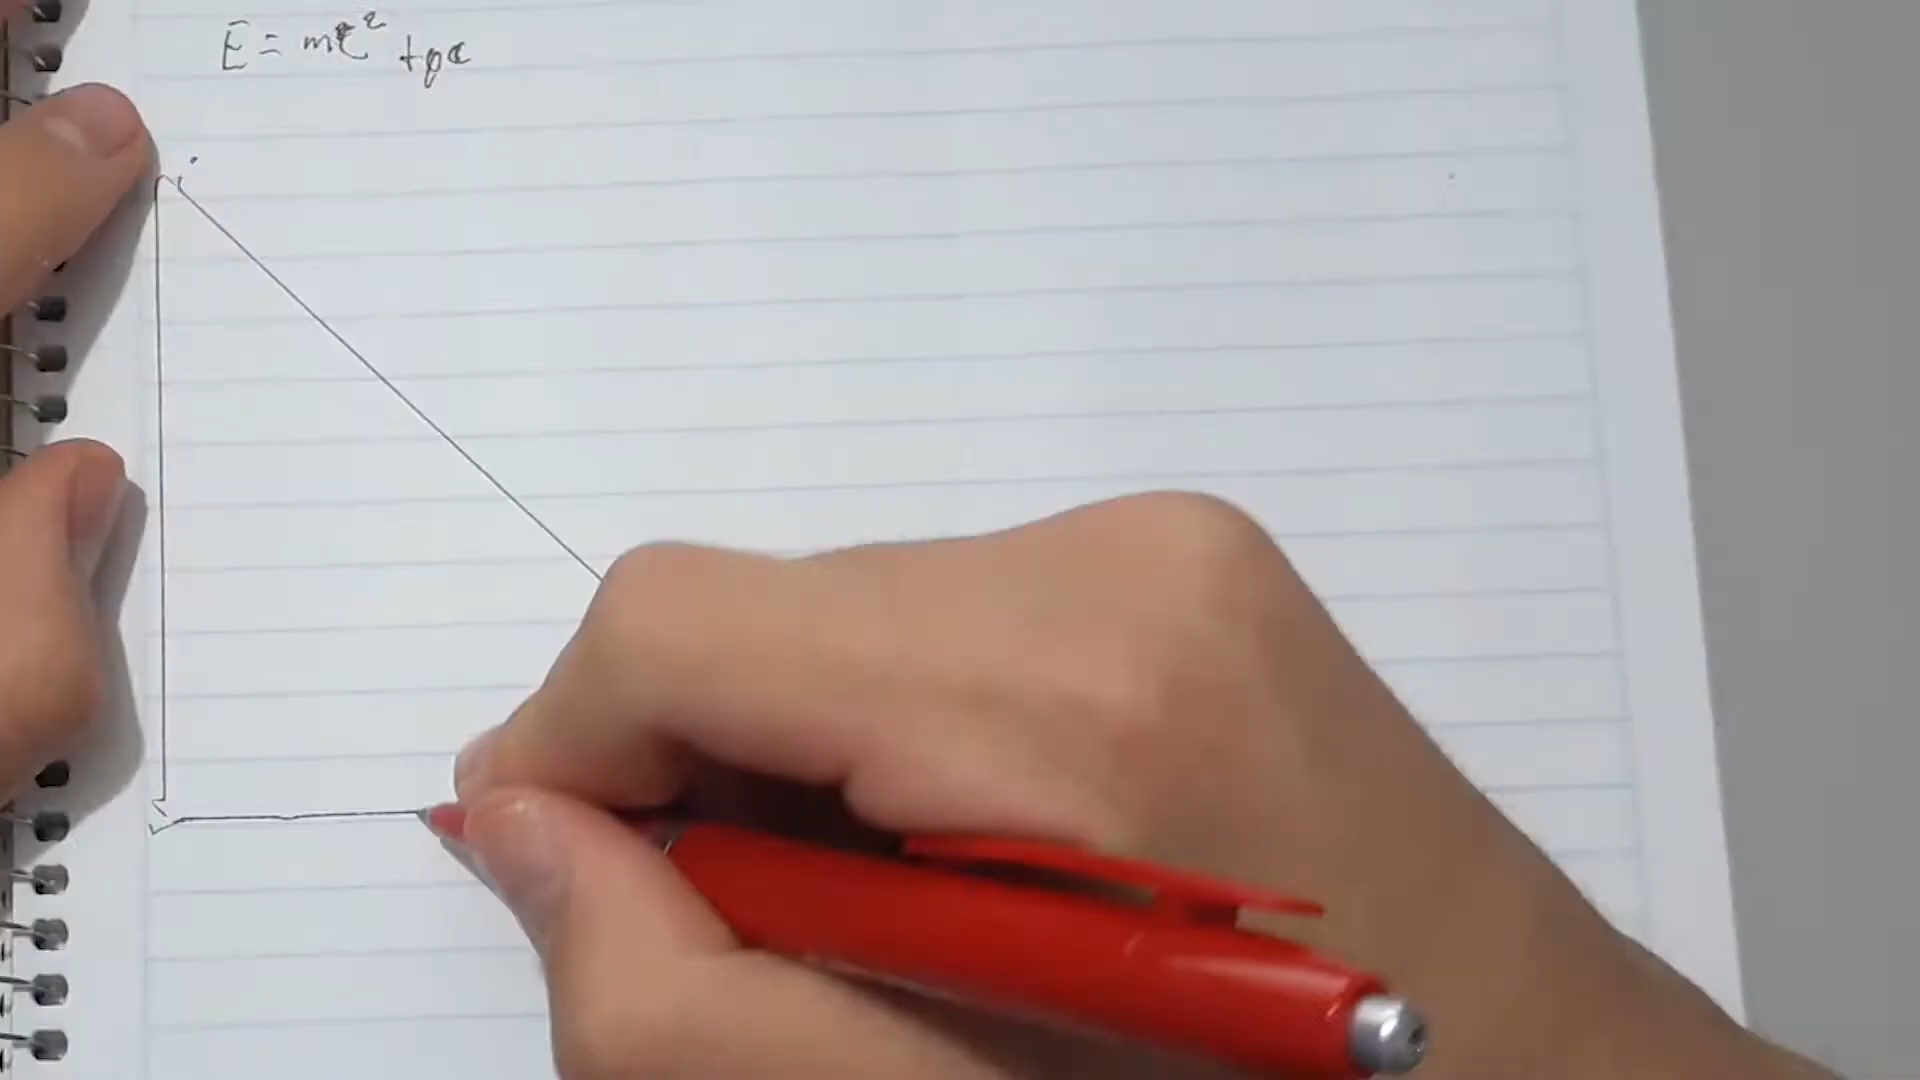 E = mc² + pc